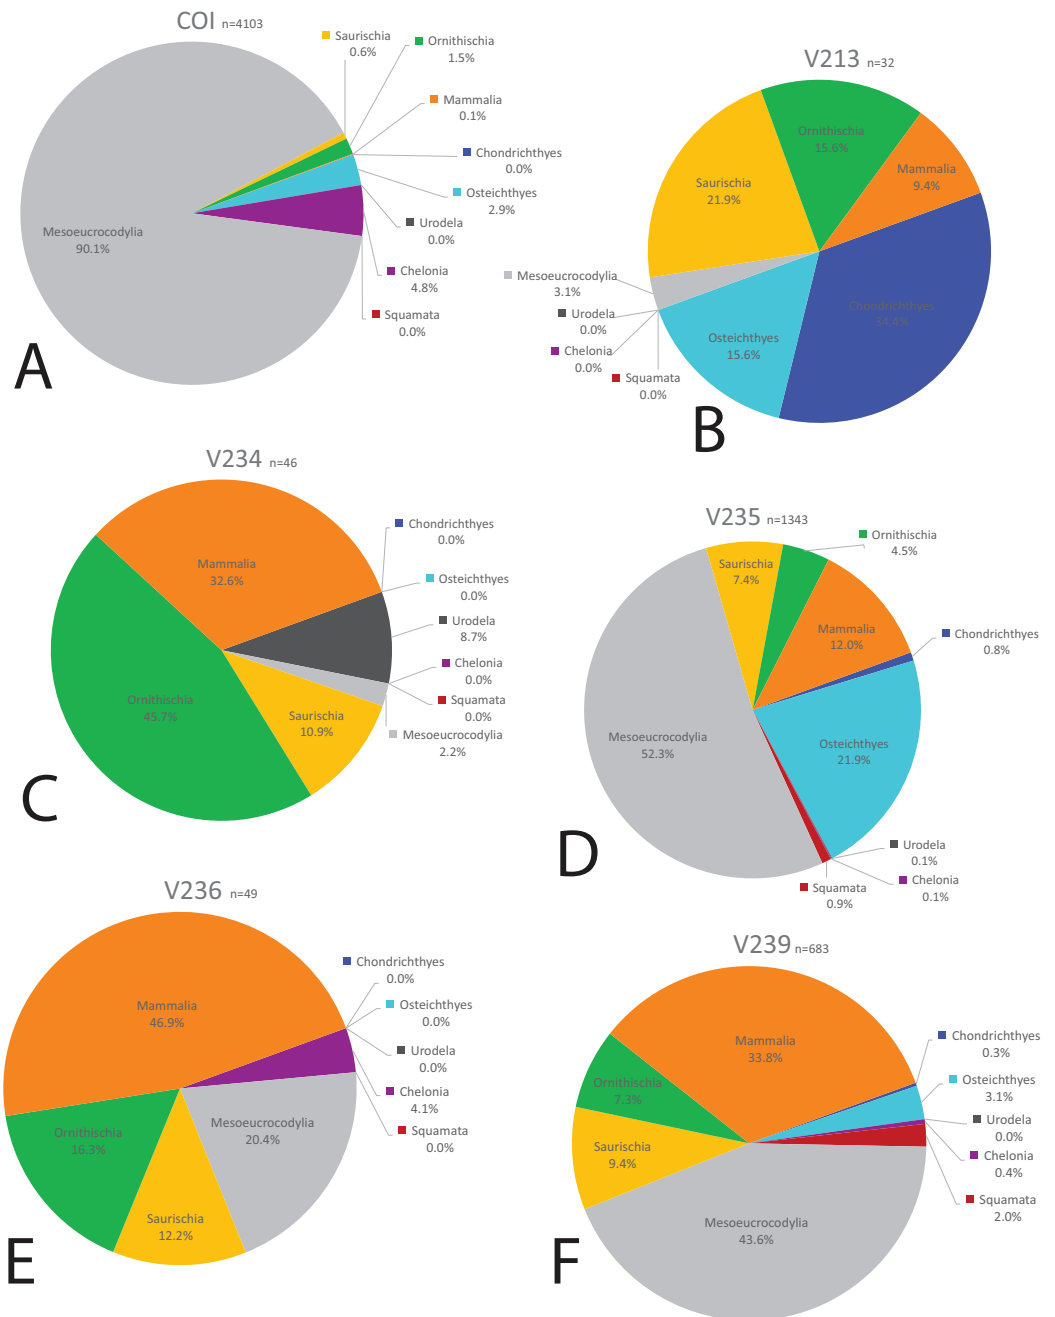 COI n=4103
Saurischia
0.6%
Ornithischia
1.5%
Mammalia
0.1%
Chondrichthyes
0.0%
Osteichthyes
2.9%
Urodela
0.0%
Chelonia
4.8%
Squamata
0.0%
Mesoeucrocodylia
90.1%
A
V213 n=32
Ornithischia
15.6%
Mammalia
9.4%
Saurischia
21.9%
Mesoeucrocodylia
3.1%
Urodela
0.0%
Chelonia
0.0%
Squamata
0.0%
Osteichthyes
15.6%
Chondrichthyes
34.4%
B
V234 n=46
Mammalia
32.6%
Chondrichthyes
0.0%
Osteichthyes
0.0%
Urodela
8.7%
Chelonia
0.0%
Squamata
0.0%
Mesoeucrocodylia
2.2%
Saurischia
10.9%
Ornithischia
45.7%
C
V235 n=1343
Saurischia
7.4%
Ornithischia
4.5%
Mammalia
12.0%
Chondrichthyes
0.8%
Osteichthyes
21.9%
Urodela
0.1%
Chelonia
0.1%
Squamata
0.9%
Mesoeucrocodylia
52.3%
D
V236 n=49
Mammalia
46.9%
Chondrichthyes
0.0%
Osteichthyes
0.0%
Urodela
0.0%
Chelonia
4.1%
Squamata
0.0%
Mesoeucrocodylia
20.4%
Saurischia
12.2%
Ornithischia
16.3%
E
V239 n=683
Mammalia
33.8%
Chondrichthyes
0.3%
Osteichthyes
3.1%
Urodela
0.0%
Chelonia
0.4%
Squamata
2.0%
Ornithischia
7.3%
Saurischia
9.4%
Mesoeucrocodylia
43.6%
F